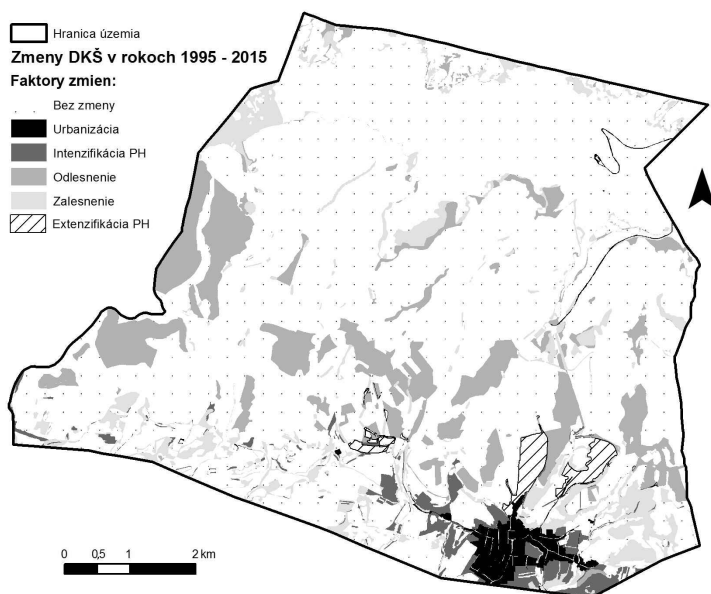 Hranica územia
Zmeny DKŠ v rokoch 1995 - 2015
Faktory zmien:
Bez zmeny
Urbanizácia
Intenzifikácia PH
Odlesnenie
Zalesnenie
Extenzifikácia PH
0 0,5 1 2 km